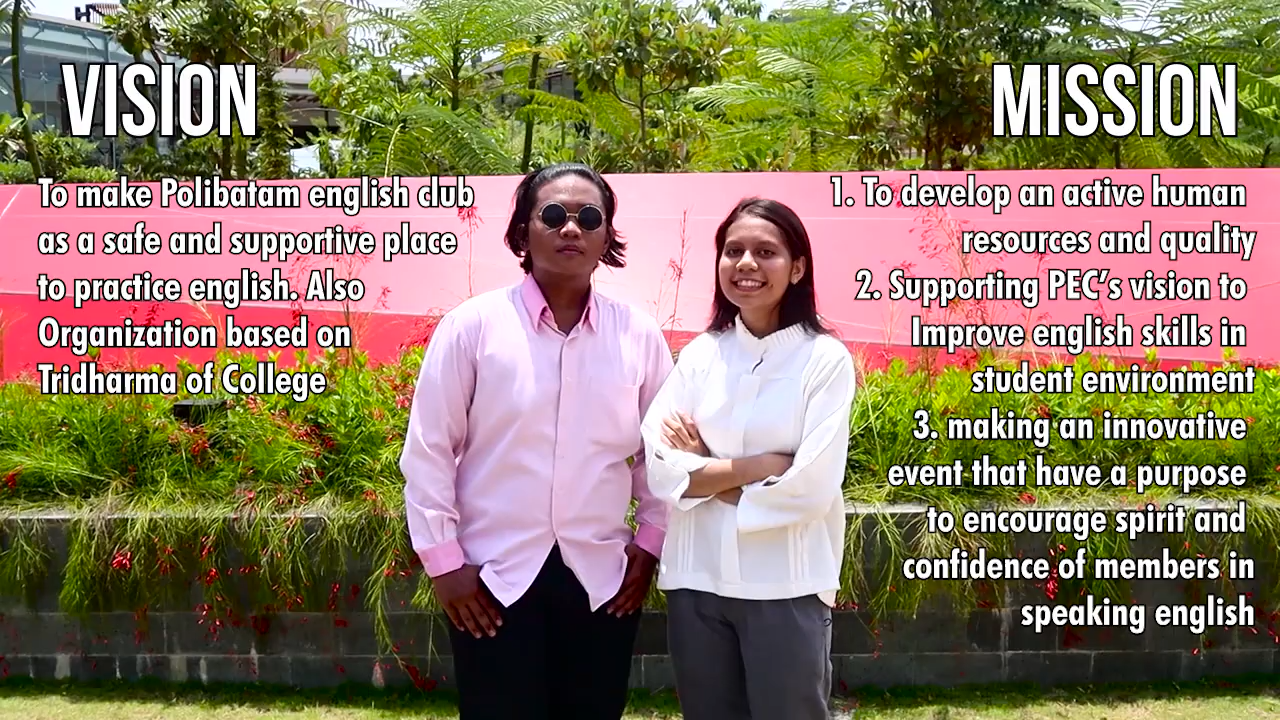 VISION
To make Polibatam english club
as a safe and supportive place
to practice english. Also
Organization based on
Tridharma of College
MISSION
1. To develop an active human
resources and quality
2. Supporting PEC's vision to
Improve english skills in
student environment
3. making an innovative
event that have a purpose
to encourage spirit and
confidence of members in
speaking english